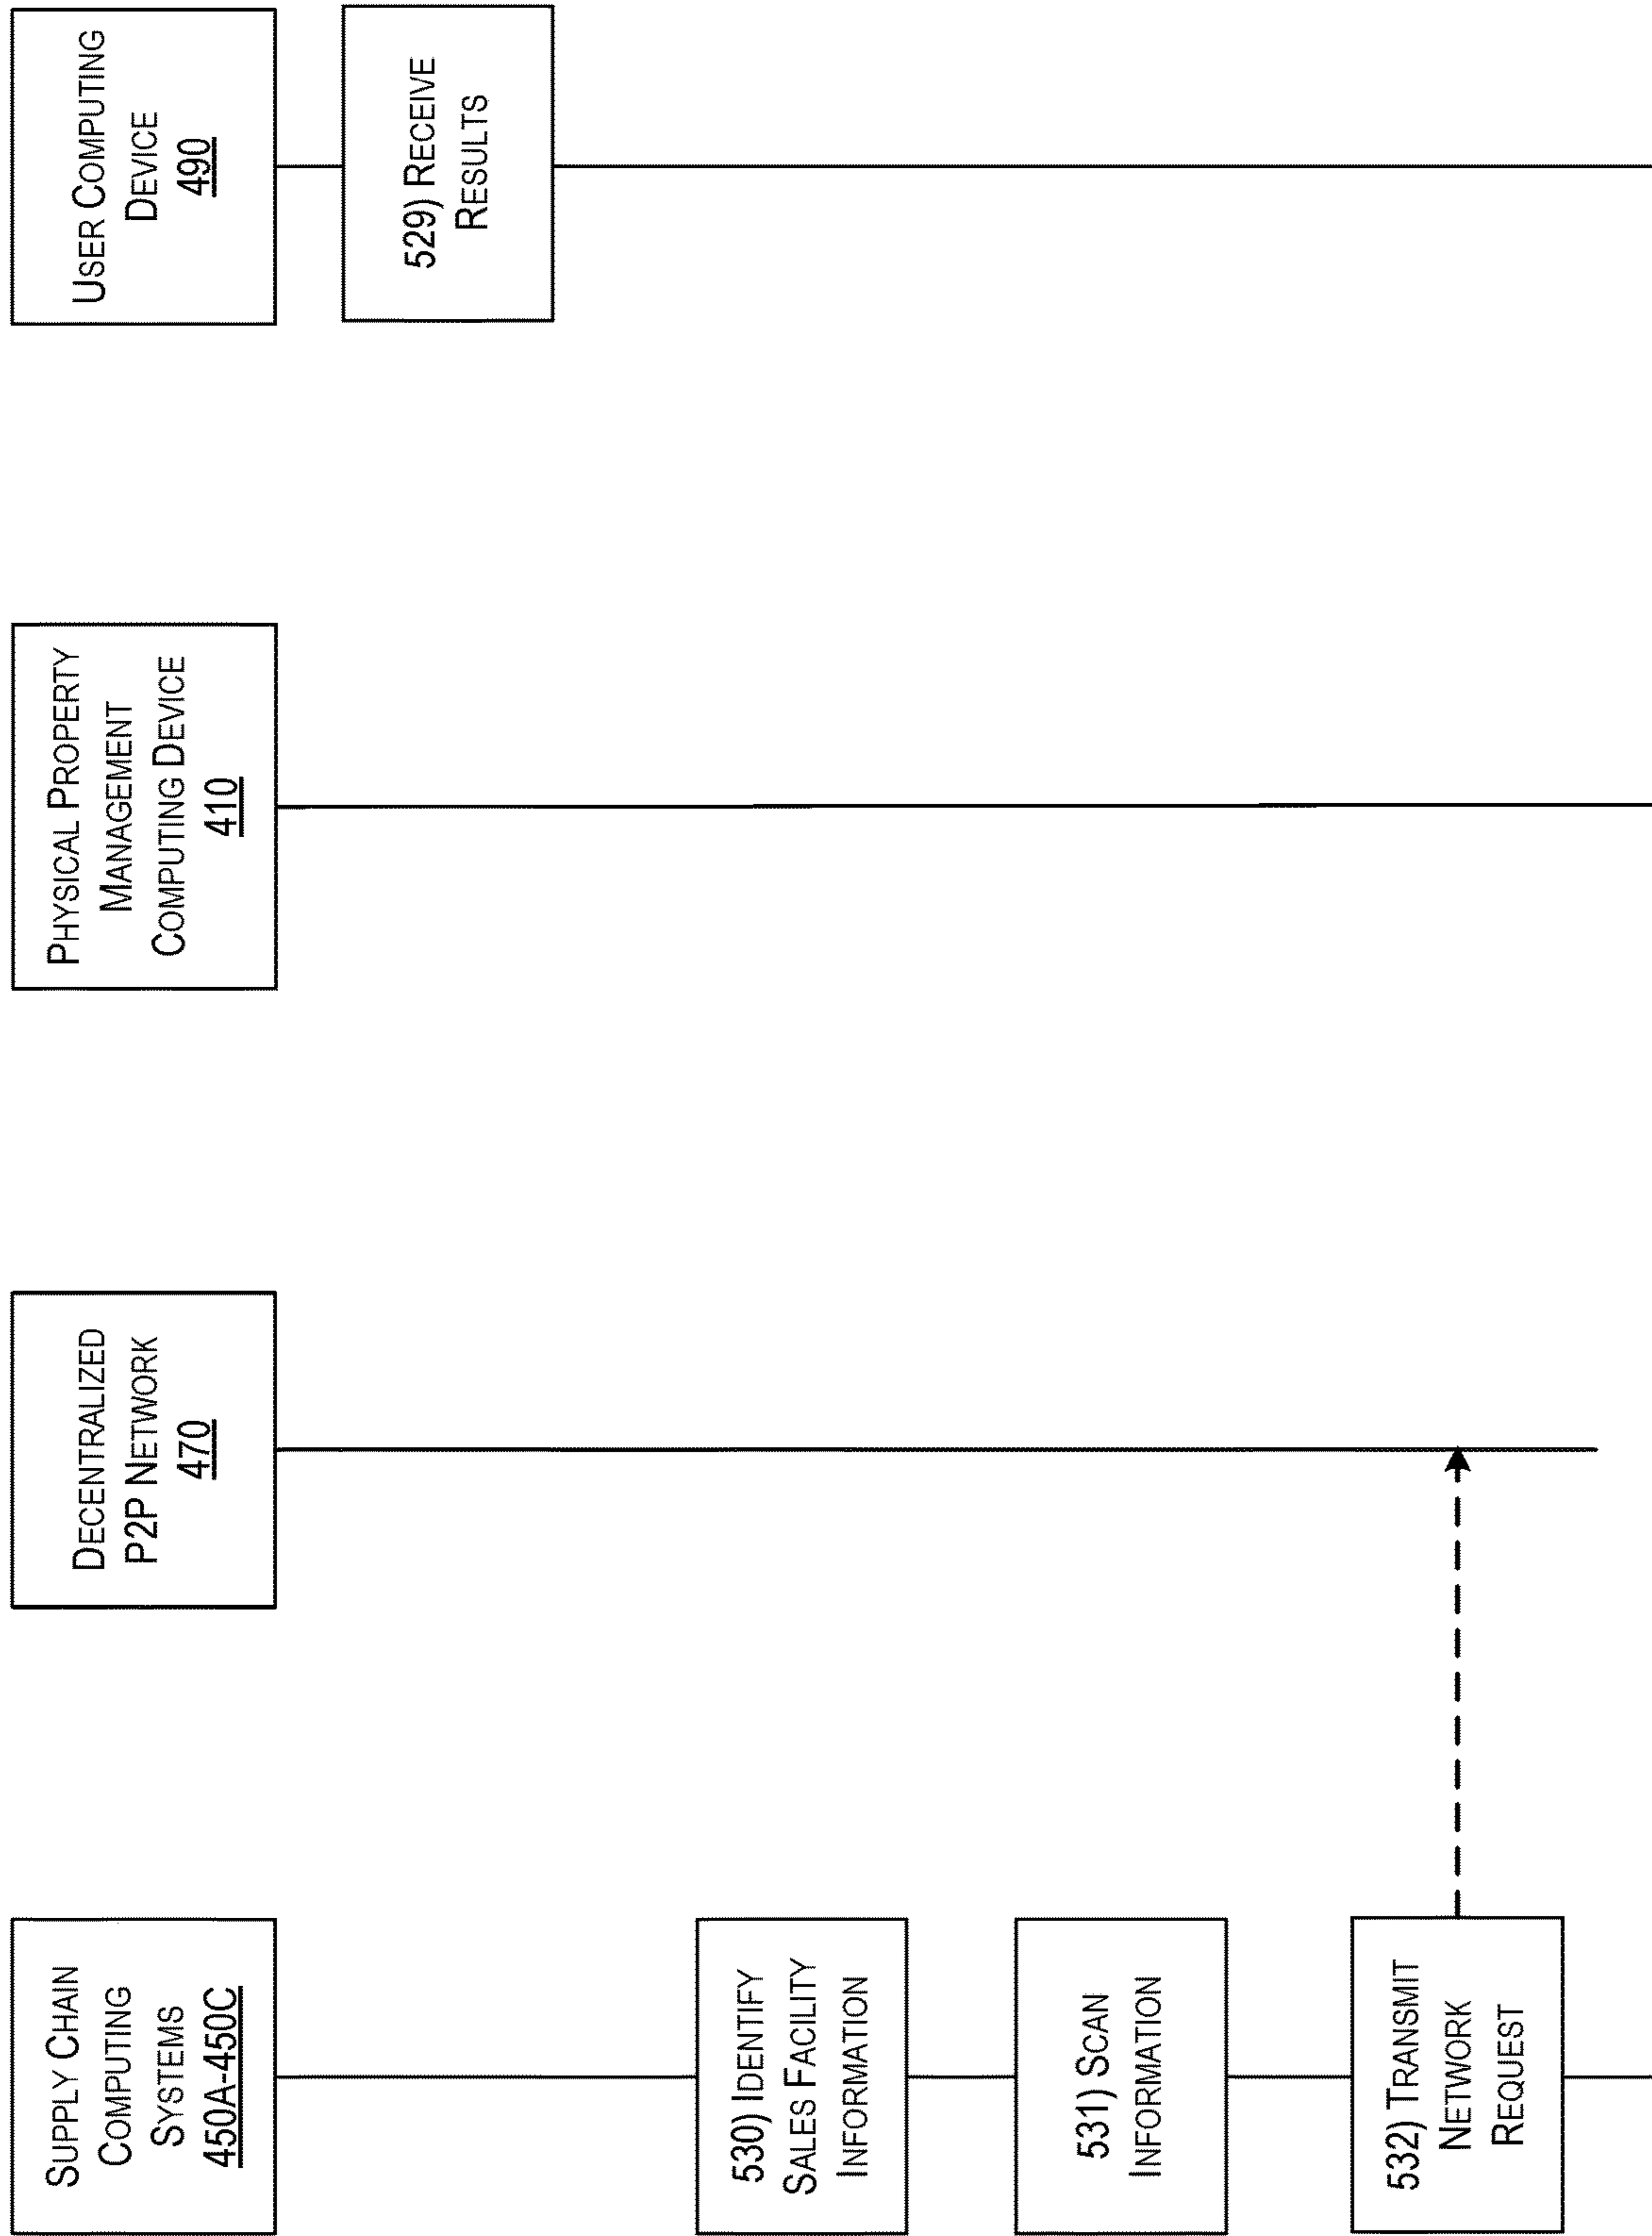 SUPPLY CHAIN
COMPUTING
SYSTEMS
450A-450C
DECENTRALIZED
P2P NETWORK
470
PHYSICAL PROPERTY
MANAGEMENT
COMPUTING DEVICE
410
USER COMPUTING
DEVICE
490
529) RECEIVE
RESULTS
530) IDENTIFY
SALES FACILITY
INFORMATION
531) SCAN
INFORMATION
532) TRANSMIT
NETWORK
REQUEST